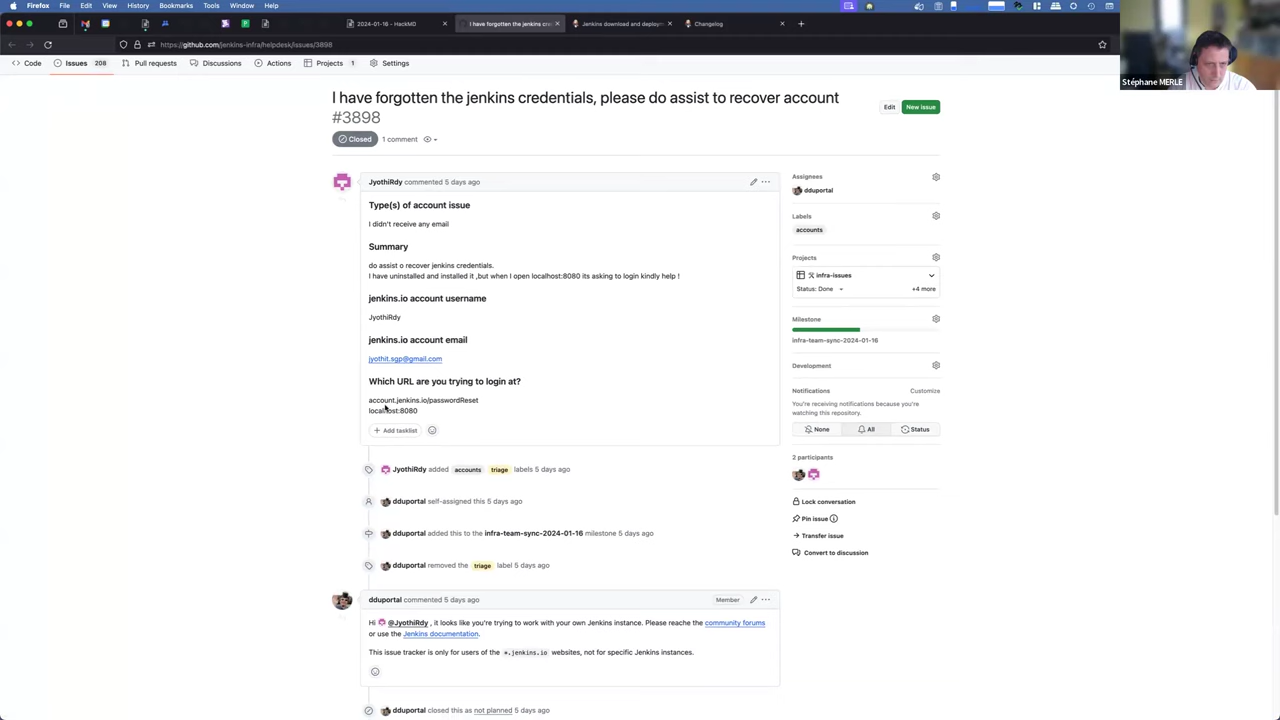 Firefox File Edit View History Bookmarks Tools Window Help
2024-01-16 - HackMD
I have forgotten the jenkins cre
Jenkins download and deploym
Changelog
https://github.com/jenkins-infra/helpdesk/issues/3898
Code Issues 208 Pull requests Discussions Actions Projects 1 Settings
Stéphane MERLE
I have forgotten the jenkins credentials, please do assist to recover account
#3898
Edit New issue
Closed 1 comment
JyothiRdy commented 5 days ago
Type(s) of account issue
I didn't receive any email
Summary
do assist o recover jenkins credentials.
I have uninstalled and installed it ,but when I open localhost:8080 its asking to login kindly help !
jenkins.io account username
JyothiRdy
jenkins.io account email
jyothit.sgp@gmail.com
Which URL are you trying to login at?
account.jenkins.io/passwordReset
localhost:8080
Add tasklist
JyothiRdy added accounts triage labels 5 days ago
dduportal self-assigned this 5 days ago
dduportal added this to the infra-team-sync-2024-01-16 milestone 5 days ago
dduportal removed the triage label 5 days ago
dduportal commented 5 days ago Member
Hi @JyothiRdy , it looks like you're trying to work with your own Jenkins instance. Please reache the community forums
or use the Jenkins documentation.
This issue tracker is only for users of the *.jenkins.io websites, not for specific Jenkins instances.
dduportal closed this as not planned 5 days ago
Assignees
dduportal
Labels
accounts
Projects
infra-issues
Status: Done +4 more
Milestone
infra-team-sync-2024-01-16
Development
Notifications Customize
You're receiving notifications because you're
watching this repository.
None All Status
2 participants
Lock conversation
Pin issue
Transfer issue
Convert to discussion